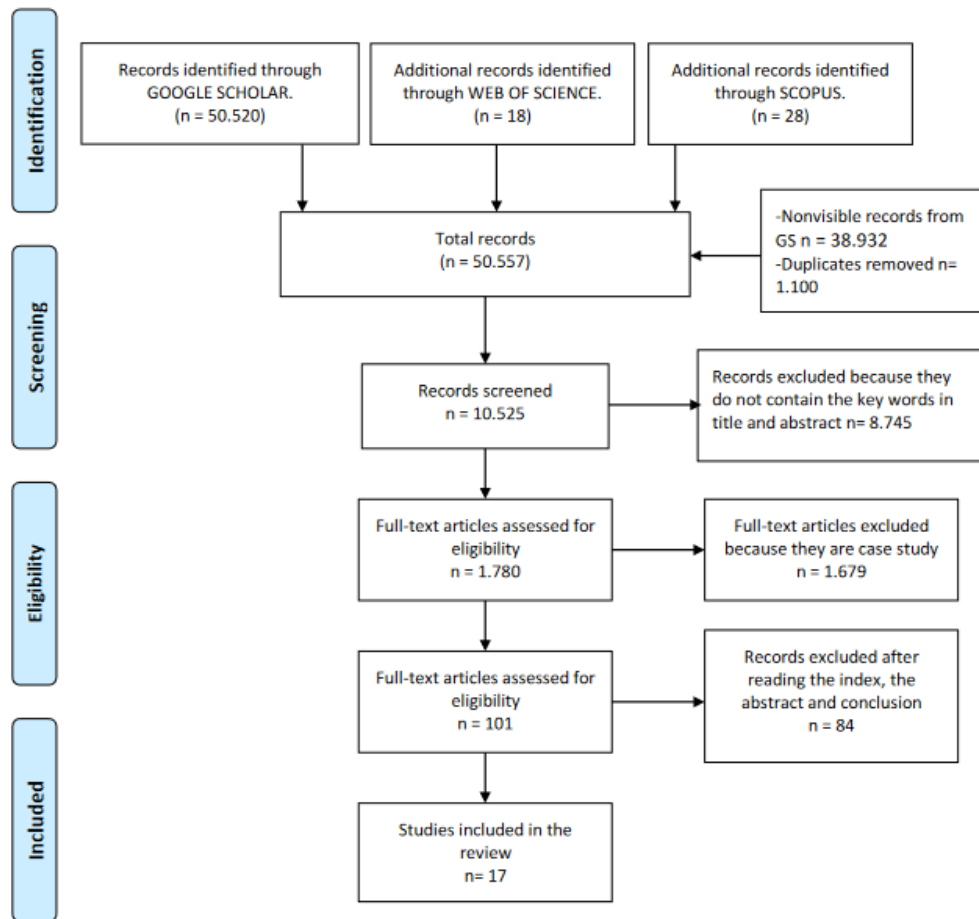 Identification
Records identified through
GOOGLE SCHOLAR.
(n = 50.520)
Additional records identified
through WEB OF SCIENCE.
(n = 18)
Additional records identified
through SCOPUS.
(n = 28)
Total records
(n = 50.557)
-Nonvisible records from
GS n = 38.932
-Duplicates removed n=
1.100
Screening
Records screened
n = 10.525
Records excluded because they
do not contain the key words in
title and abstract n= 8.745
Eligibility
Full-text articles assessed for
eligibility
n = 1.780
Full-text articles excluded
because they are case study
n = 1.679
Full-text articles assessed for
eligibility
n = 101
Records excluded after
reading the index, the
abstract and conclusion
n = 84
Included
Studies included in the
review
n= 17